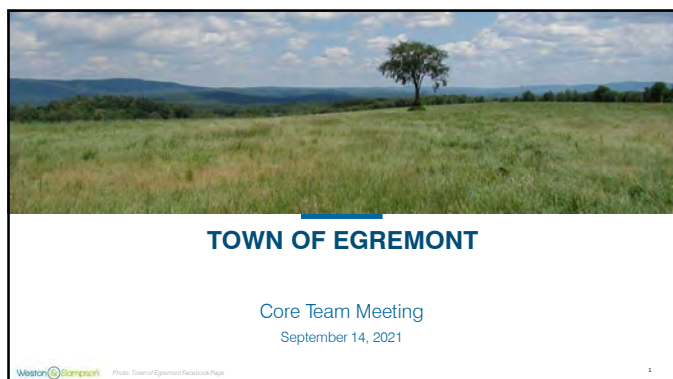 TOWN OF EGREMONT
Core Team Meeting
September 14, 2021
Weston & Sampson
Photo: Town of Egremont Facebook Page
1